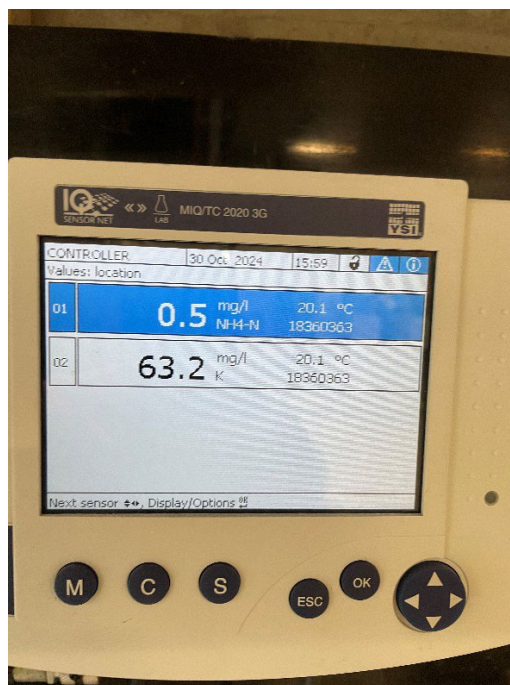 IQ
SENSOR NET
LAB
MIQ/TC 2020 3G
YSI
CONTROLLER 30 Oct 2024 15:59
Values: location
01 0.5 mg/l NH4-N 20.1 °C 18360363
02 63.2 mg/l K 20.1 °C 18360363
Next sensor, Display/Options OK
M C S ESC OK